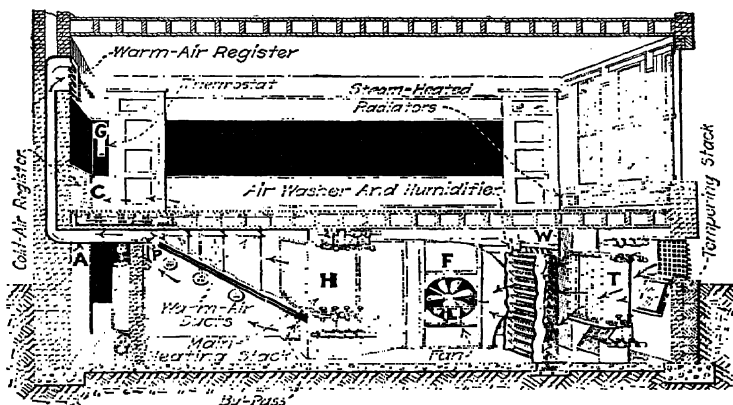 Warm-Air Register
Thermostat
Steam-Heated
Radiators
G
Cold-Air Register
C
Air Washer And Humidifier
Tempering Stack
A
P
H
F
W
T
Warm-Air
Ducts
Main
Heating Stack
Fan
By-Pass